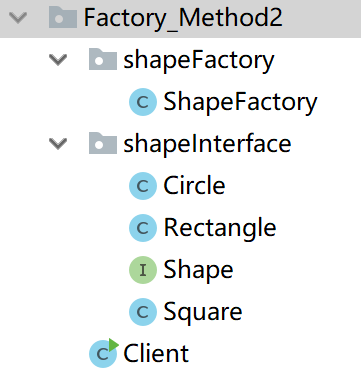 Factory_Method2
shapeFactory
C ShapeFactory
shapeInterface
C Circle
C Rectangle
I Shape
C Square
C Client